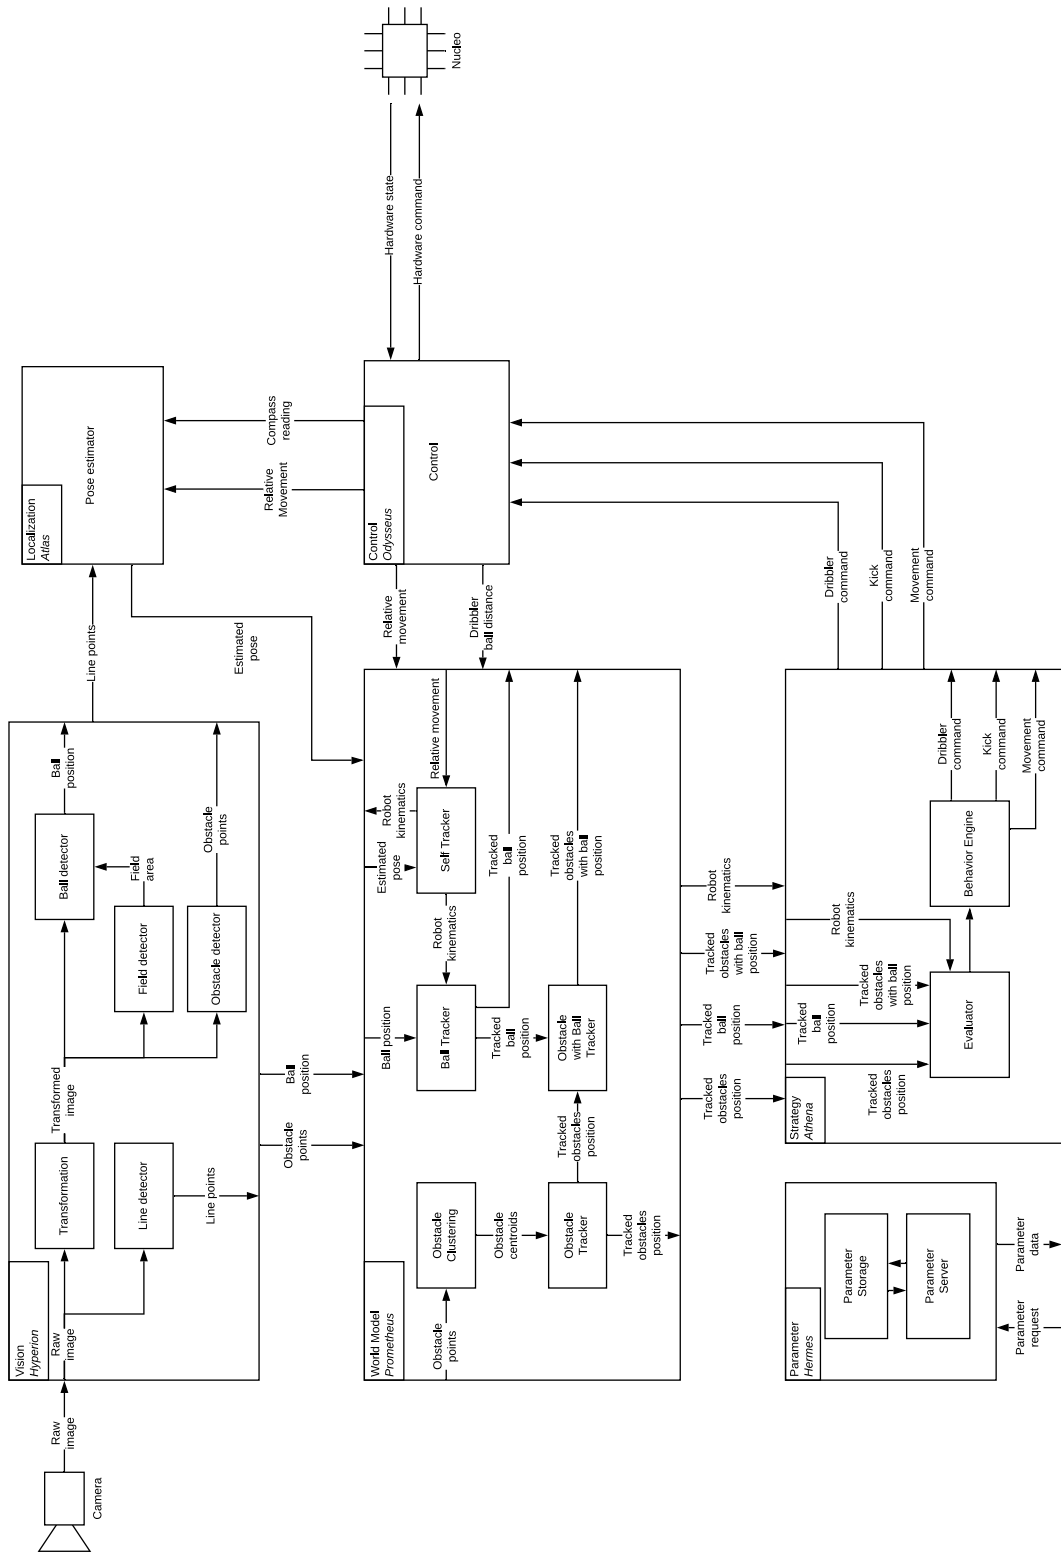 Camera
Raw
image
Vision
Hyperion
Raw
image
Transformation
Line detector
Line points
Transformed
image
Field detector
Obstacle detector
Field
area
Ball detector
Ball
position
Obstacle
points
Line points
Localization
Atlas
Pose estimator
Estimated
pose
Relative
Movement
Compass
reading
Control
Odysseus
Control
Hardware state
Hardware command
Nucleo
Relative
movement
Dribbler
ball distance
Obstacle
points
Ball
position
World Model
Prometheus
Obstacle
points
Obstacle
Clustering
Obstacle
centroids
Obstacle
Tracker
Tracked obstacles
position
Tracked
obstacles
position
Ball position
Ball Tracker
Tracked
ball
position
Obstacle
with Ball
Tracker
Robot
kinematics
Estimated
pose
Robot
kinematics
Self Tracker
Relative movement
Tracked
ball
position
Tracked
obstacles
with ball
position
Tracked
obstacles
position
Tracked
ball
position
Tracked
obstacles
with ball
position
Robot
kinematics
Parameter
Hermes
Parameter
Storage
Parameter
Server
Parameter
request
Parameter
data
Strategy
Athena
Tracked
obstacles
position
Tracked
ball
position
Tracked
obstacles
with ball
position
Robot
kinematics
Evaluator
Behavior Engine
Dribbler
command
Kick
command
Movement
command
Dribbler
command
Kick
command
Movement
command